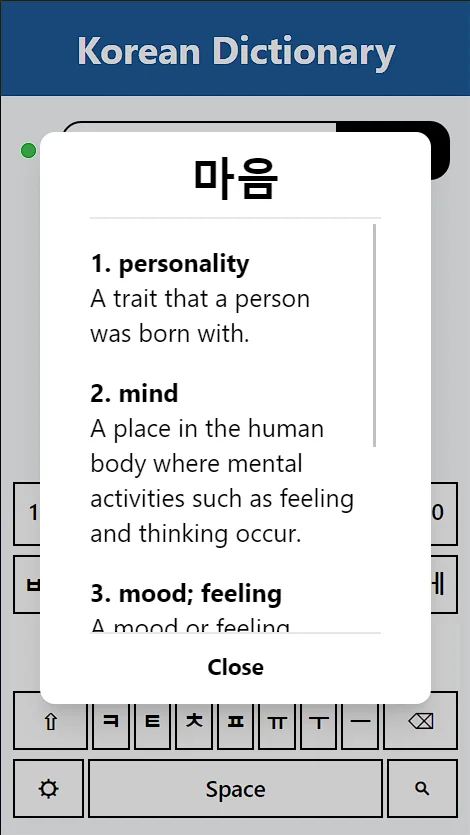 Korean Dictionary
마음
1. personality
A trait that a person
was born with.
2. mind
A place in the human
body where mental
activities such as feeling
and thinking occur.
3. mood; feeling
A mood or feeling
Close
1 0
ㅃ ㅔ
⇧ ㅋ ㅌ ㅊ ㅍ ㅠ ㅜ ㅡ ⌫
Space